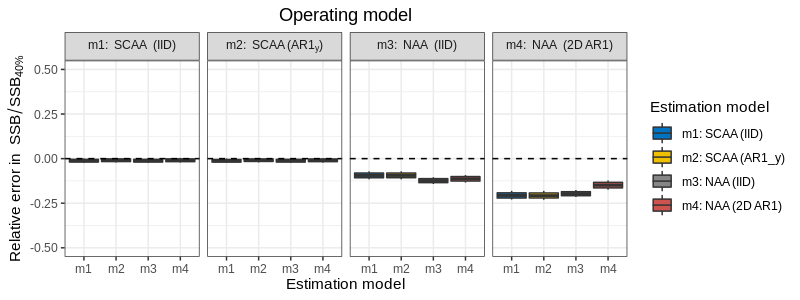 Operating model
m1: SCAA (IID)
m2: SCAA (AR1y)
m3: NAA (IID)
m4: NAA (2D AR1)
Relative error in SSB/SSB40%
0.50
0.25
0.00
-0.25
-0.50
m1 m2 m3 m4
m1 m2 m3 m4
m1 m2 m3 m4
m1 m2 m3 m4
Estimation model
Estimation model
m1: SCAA (IID)
m2: SCAA (AR1_y)
m3: NAA (IID)
m4: NAA (2D AR1)